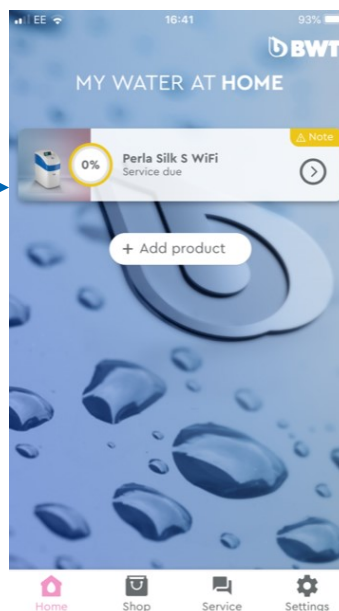 EE 16:41 93%
BWT
MY WATER AT HOME
Note
0% Perla Silk S WiFi
Service due
+ Add product
Home Shop Service Settings